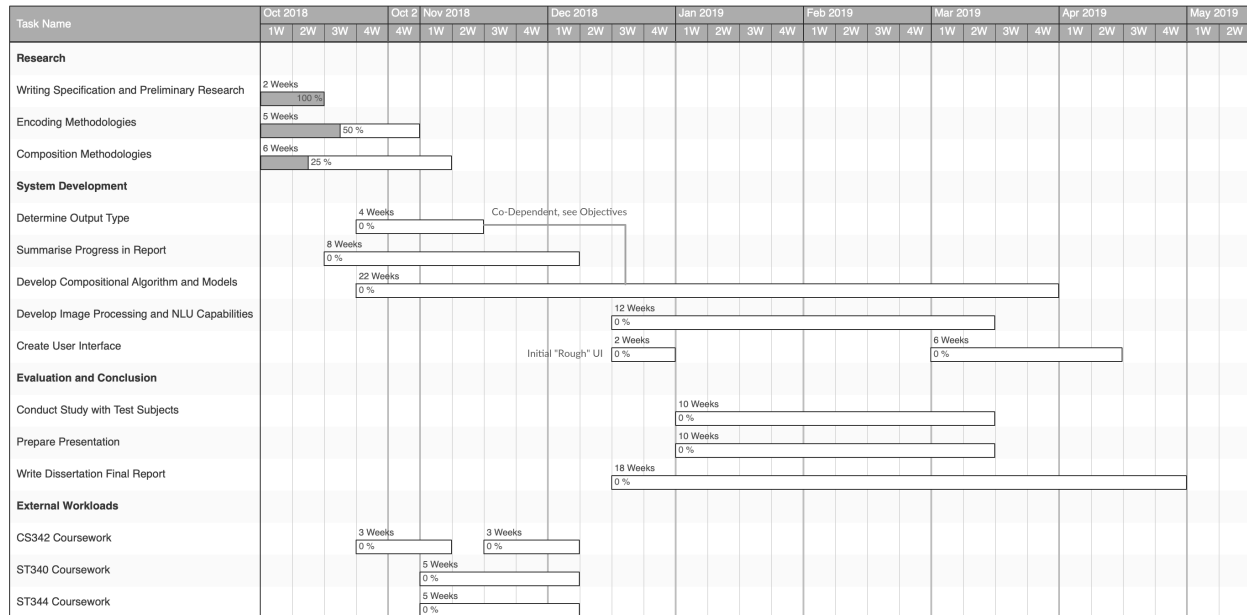 Task Name
Oct 2018 Oct 2 Nov 2018 Dec 2018 Jan 2019 Feb 2019 Mar 2019 Apr 2019 May 2019
1W 2W 3W 4W 4W 1W 2W 3W 4W 1W 2W 3W 4W 1W 2W 3W 4W 1W 2W 3W 4W 1W 2W 3W 4W 1W 2W 3W 4W 1W 2W
Research
2 Weeks
Writing Specification and Preliminary Research
100 %
5 Weeks
Encoding Methodologies
50 %
6 Weeks
Composition Methodologies
25 %
System Development
4 Weeks Co-Dependent, see Objectives
Determine Output Type
0 %
8 Weeks
Summarise Progress in Report
0 %
22 Weeks
Develop Compositional Algorithm and Models
0 %
12 Weeks
Develop Image Processing and NLU Capabilities
0 %
2 Weeks 6 Weeks
Create User Interface
Initial "Rough" UI 0 % 0 %
Evaluation and Conclusion
10 Weeks
Conduct Study with Test Subjects
0 %
10 Weeks
Prepare Presentation
0 %
18 Weeks
Write Dissertation Final Report
0 %
External Workloads
3 Weeks 3 Weeks
CS342 Coursework
0 % 0 %
5 Weeks
ST340 Coursework
0 %
5 Weeks
ST344 Coursework
0 %